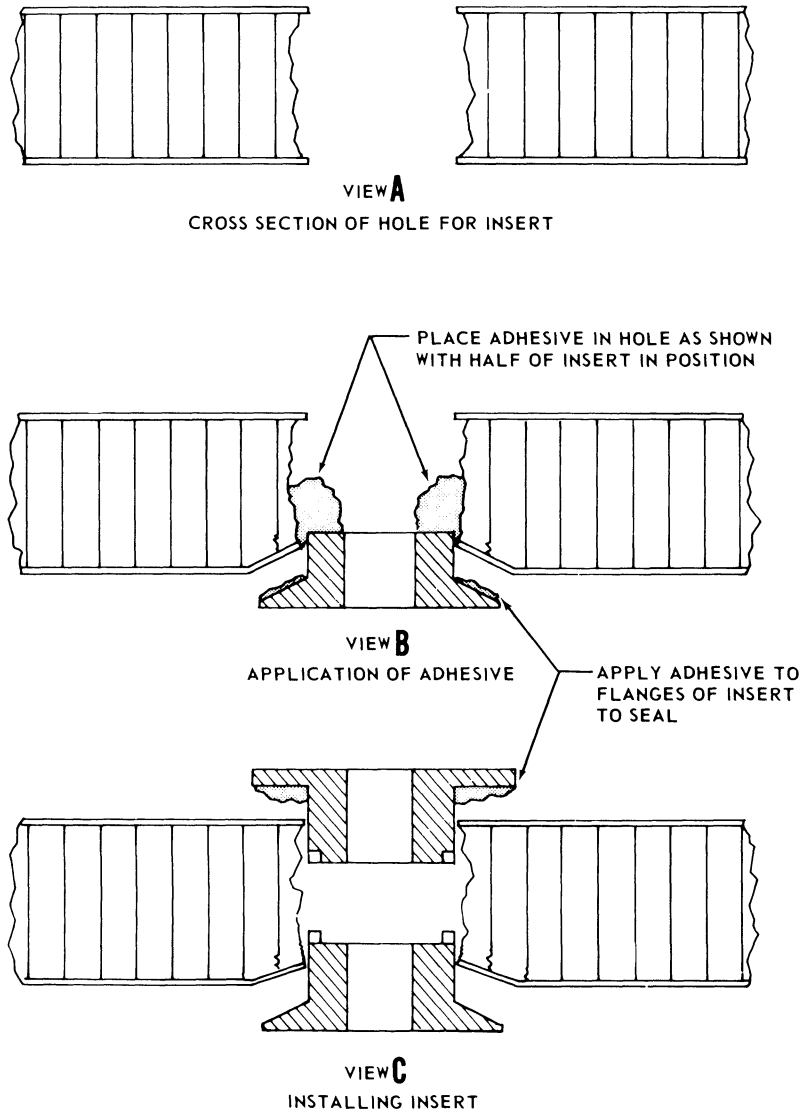 VIEW A
CROSS SECTION OF HOLE FOR INSERT
PLACE ADHESIVE IN HOLE AS SHOWN
WITH HALF OF INSERT IN POSITION
VIEW B
APPLICATION OF ADHESIVE
APPLY ADHESIVE TO
FLANGES OF INSERT
TO SEAL
VIEW C
INSTALLING INSERT